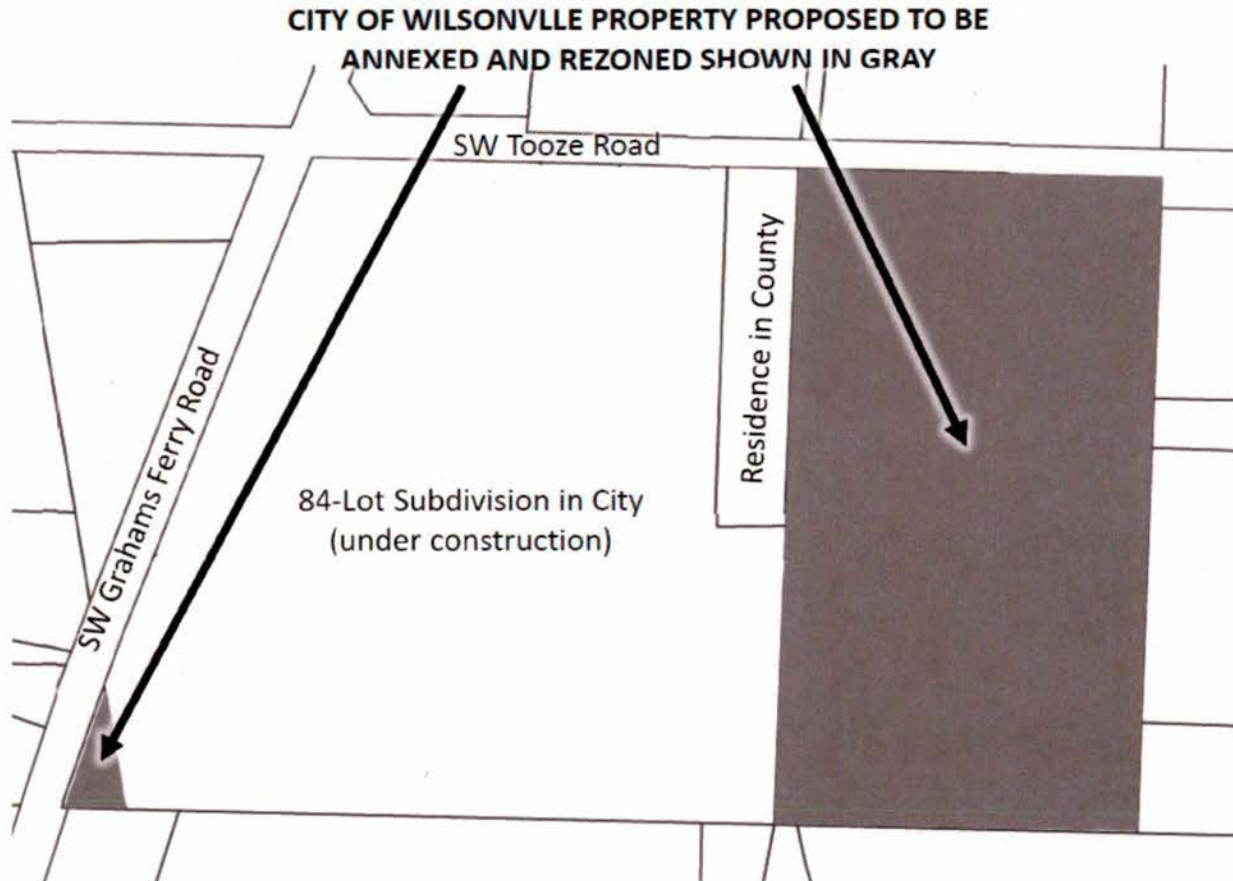 CITY OF WILSONVLLE PROPERTY PROPOSED TO BE
ANNEXED AND REZONED SHOWN IN GRAY
SW Tooze Road
SW Grahams Ferry Road
Residence in County
84-Lot Subdivision in City
(under construction)